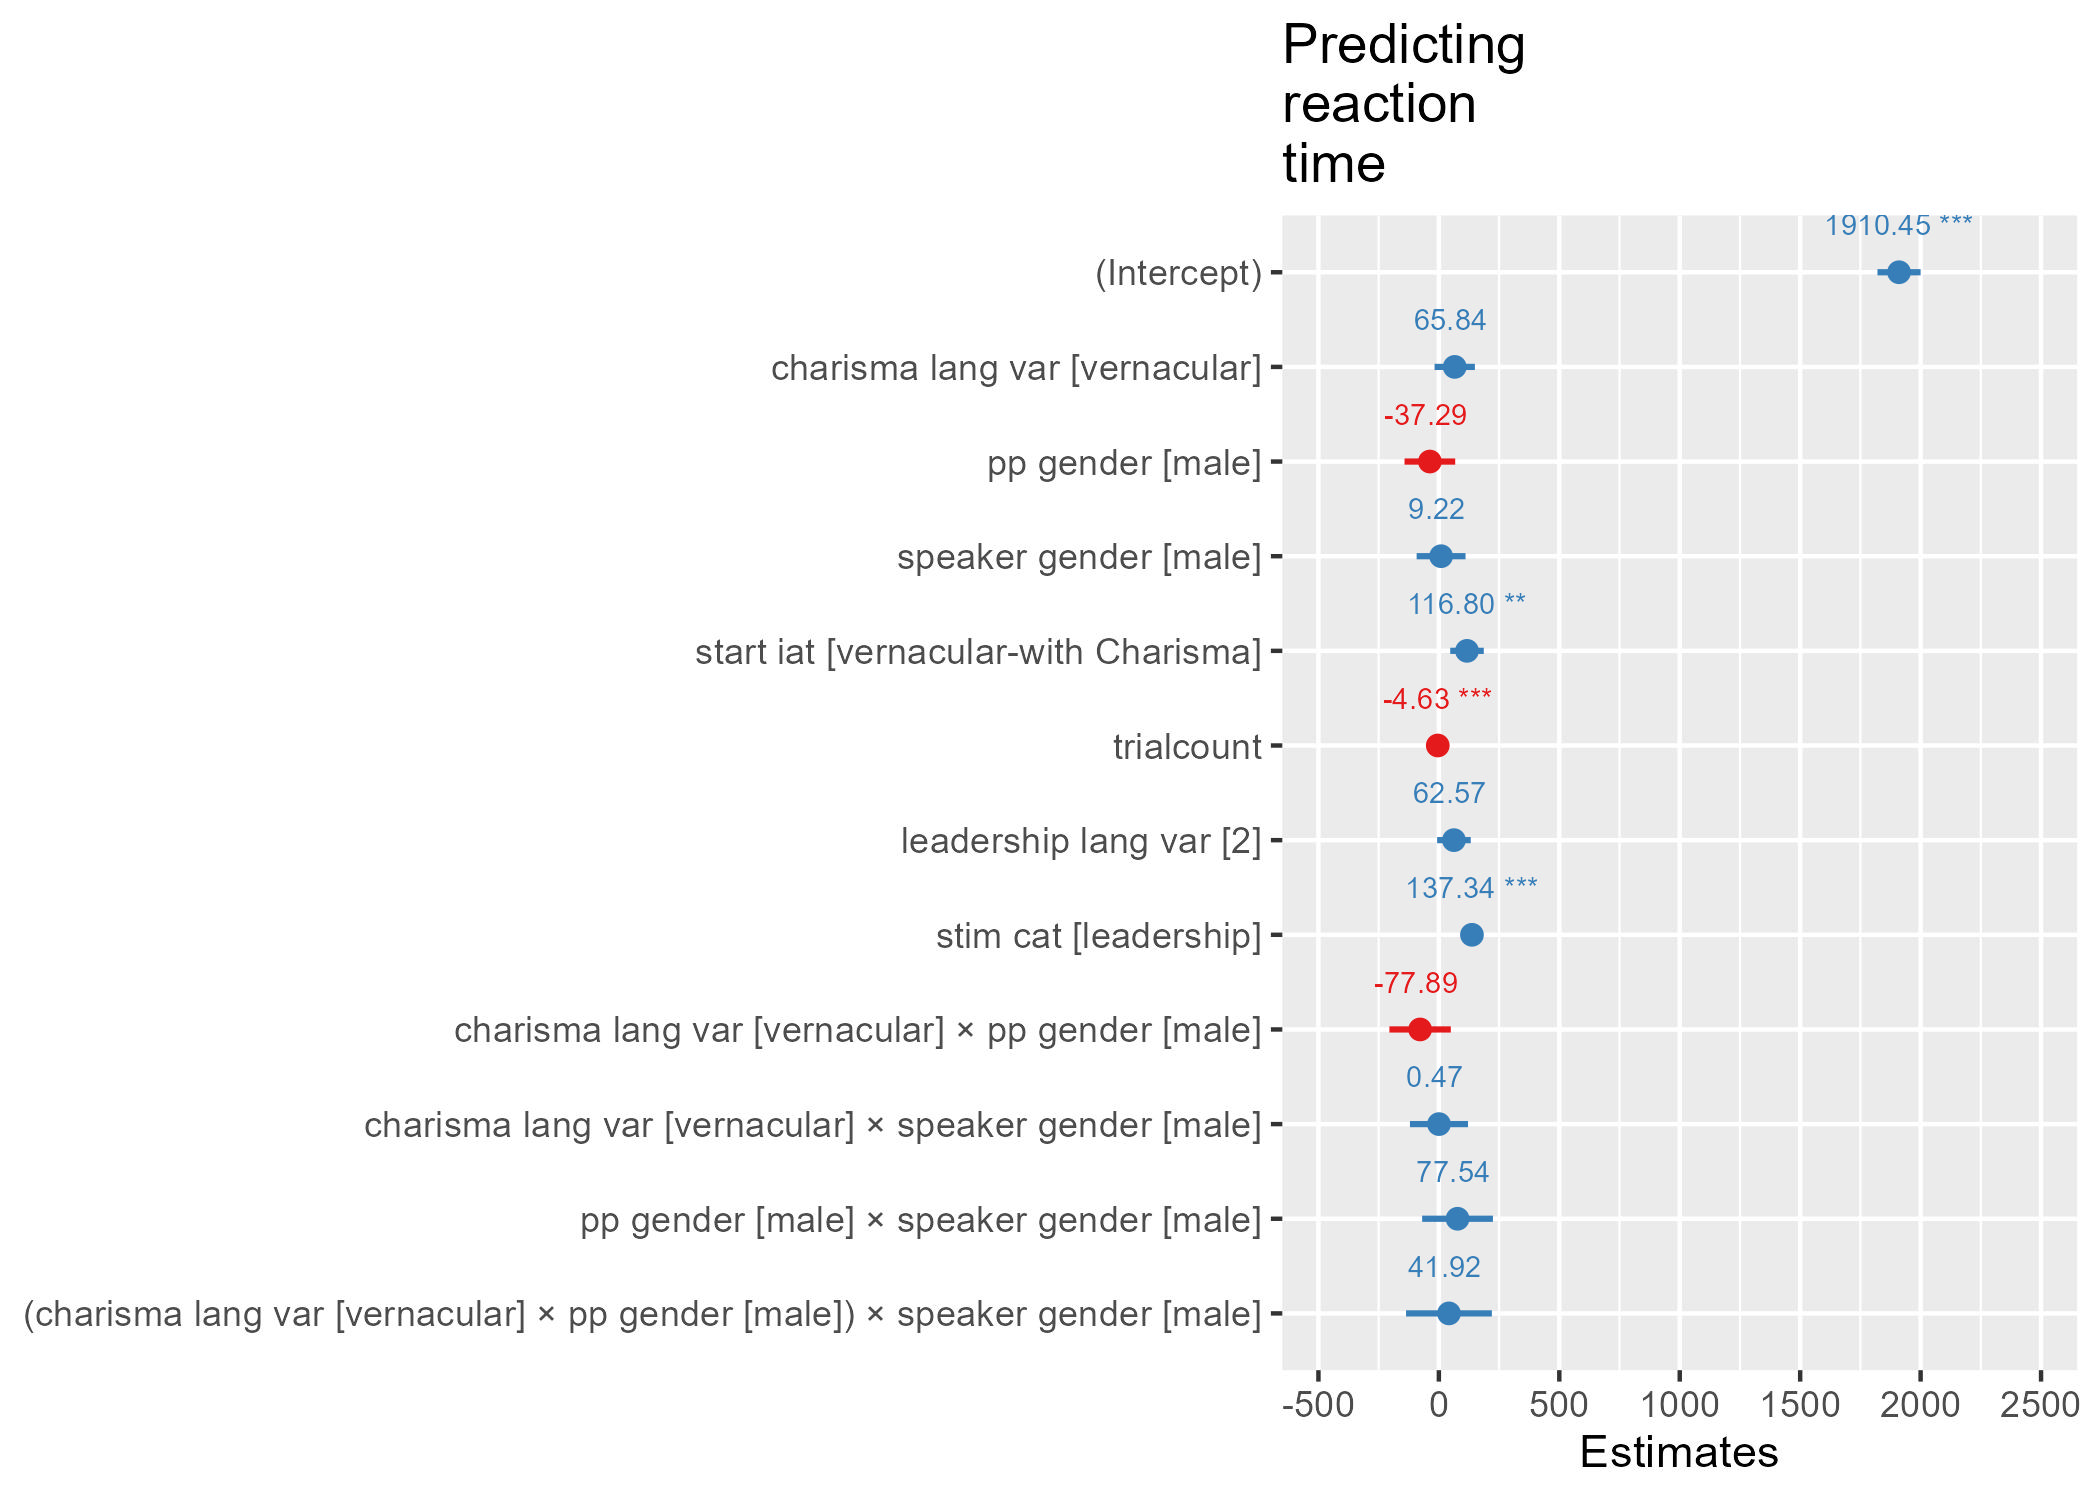 Predicting
reaction
time
1910.45 ***
(Intercept)
65.84
charisma lang var [vernacular]
-37.29
pp gender [male]
9.22
speaker gender [male]
116.80 **
start iat [vernacular-with Charisma]
-4.63 ***
trialcount
62.57
leadership lang var [2]
137.34 ***
stim cat [leadership]
-77.89
charisma lang var [vernacular] × pp gender [male]
0.47
charisma lang var [vernacular] × speaker gender [male]
77.54
pp gender [male] × speaker gender [male]
41.92
(charisma lang var [vernacular] × pp gender [male]) × speaker gender [male]
-500 0 500 1000 1500 2000 2500
Estimates